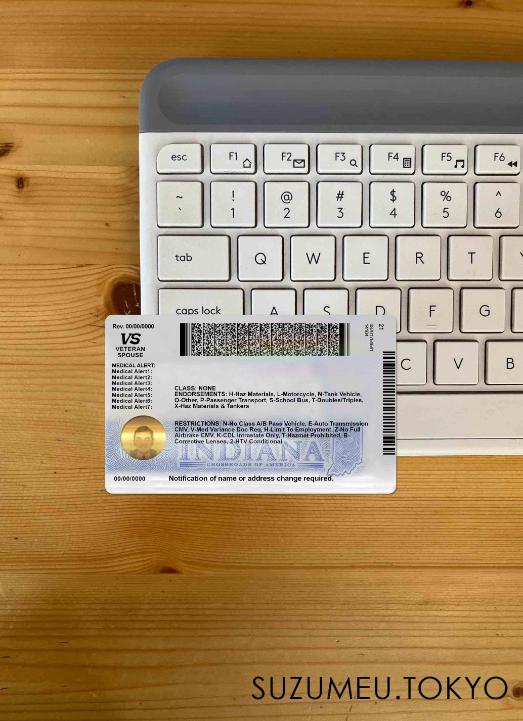 esc F1 F2 F3 F4 F5 F6
~ ! @ # $ % ^
` 1 2 3 4 5 6
tab Q W E R T Y
caps lock A S D F G
C V B
Rev. 00/00/0000
VS
VETERAN
SPOUSE
MEDICAL ALERT:
Medical Alert1:
Medical Alert2:
Medical Alert3:
Medical Alert4:
Medical Alert5:
Medical Alert6:
Medical Alert7:
CLASS: NONE
ENDORSEMENTS: H-Haz Materials, L-Motorcycle, N-Tank Vehicle,
O-Other, P-Passenger Transport, S-School Bus, T-Doubles/Triples,
X-Haz Materials & Tankers
RESTRICTIONS: N-No Class A/B Pass Vehicle, E-Auto Transmission
CMV, V-Med Variance Doc Req, H-Limit To Employment, Z-No Full
Airbrake CMV, K-CDL Intrastate Only, T-Hazmat Prohibited, B-
Corrective Lenses, 2-HTV Conditional
INDIANA
CROSSROADS OF AMERICA
00/00/0000 Notification of name or address change required.
21
SUZUMEU.TOKYO